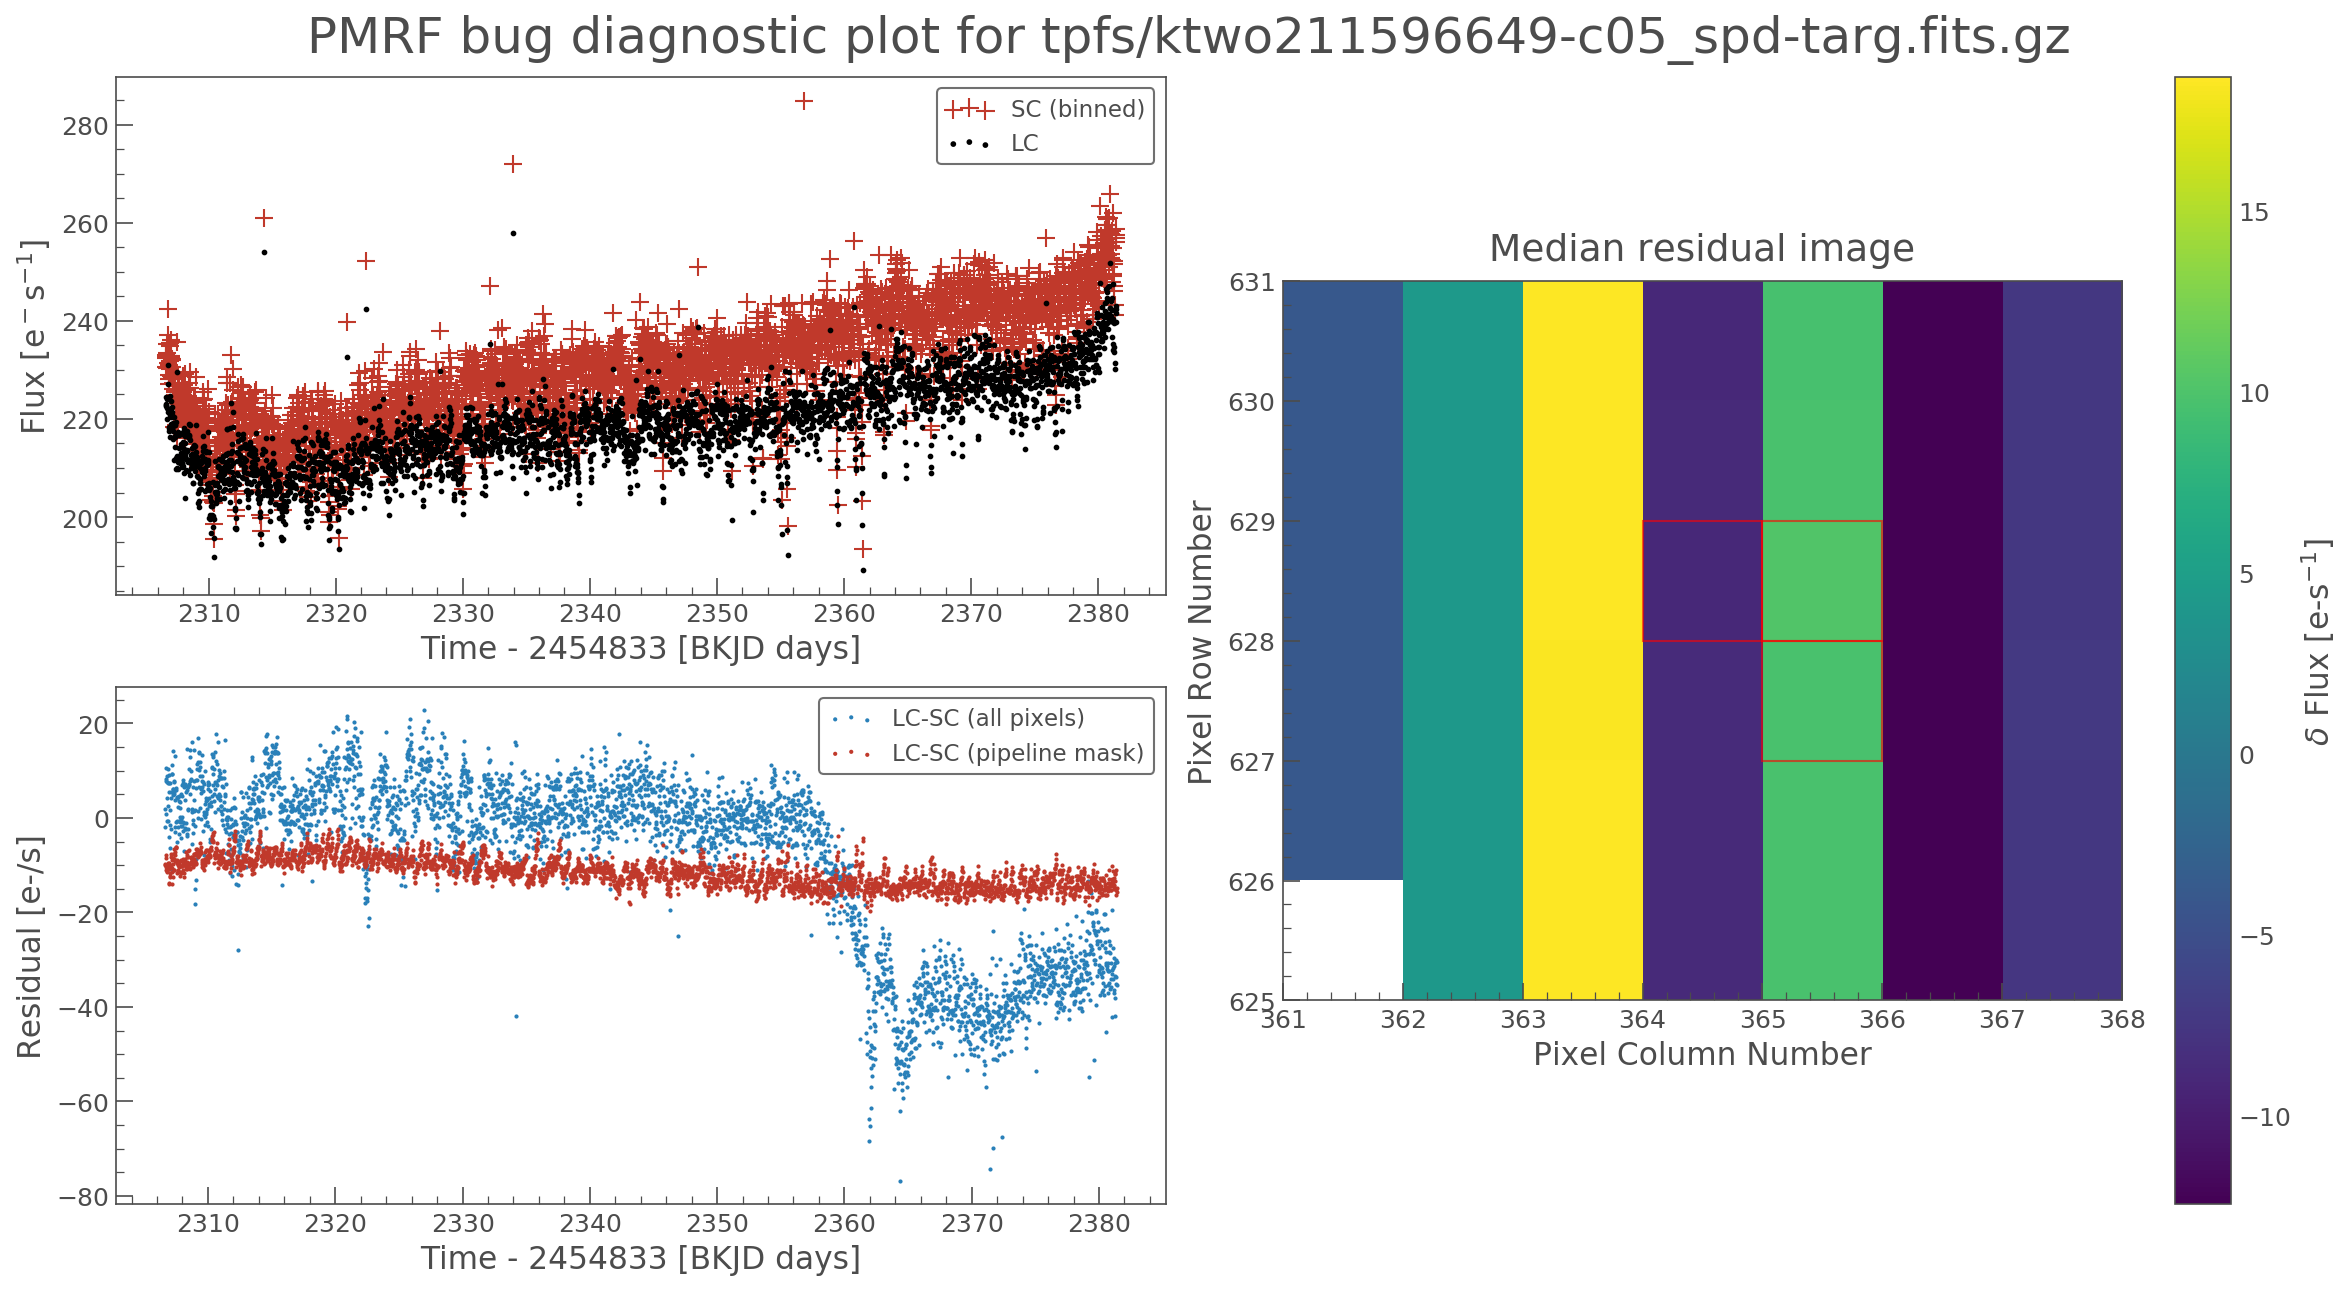 PMRF bug diagnostic plot for tpfs/ktwo211596649-c05_spd-targ.fits.gz
Flux [e⁻ s⁻¹]
280
260
240
220
200
SC (binned)
LC
2310 2320 2330 2340 2350 2360 2370 2380
Time - 2454833 [BKJD days]
Residual [e-/s]
20
0
−20
−40
−60
−80
LC-SC (all pixels)
LC-SC (pipeline mask)
2310 2320 2330 2340 2350 2360 2370 2380
Time - 2454833 [BKJD days]
Median residual image
Pixel Row Number
631
630
629
628
627
626
625
361 362 363 364 365 366 367 368
Pixel Column Number
15
10
5
0
−5
−10
δ Flux [e-s⁻¹]